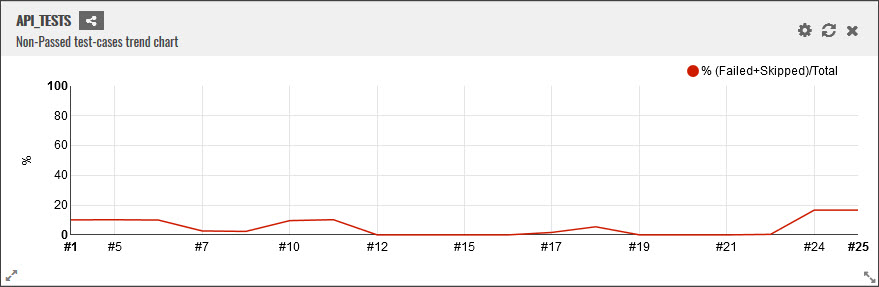 API_TESTS
Non-Passed test-cases trend chart
% (Failed+Skipped)/Total
100
80
60
40
20
0
%
#1 #5 #7 #10 #12 #15 #17 #19 #21 #24 #25